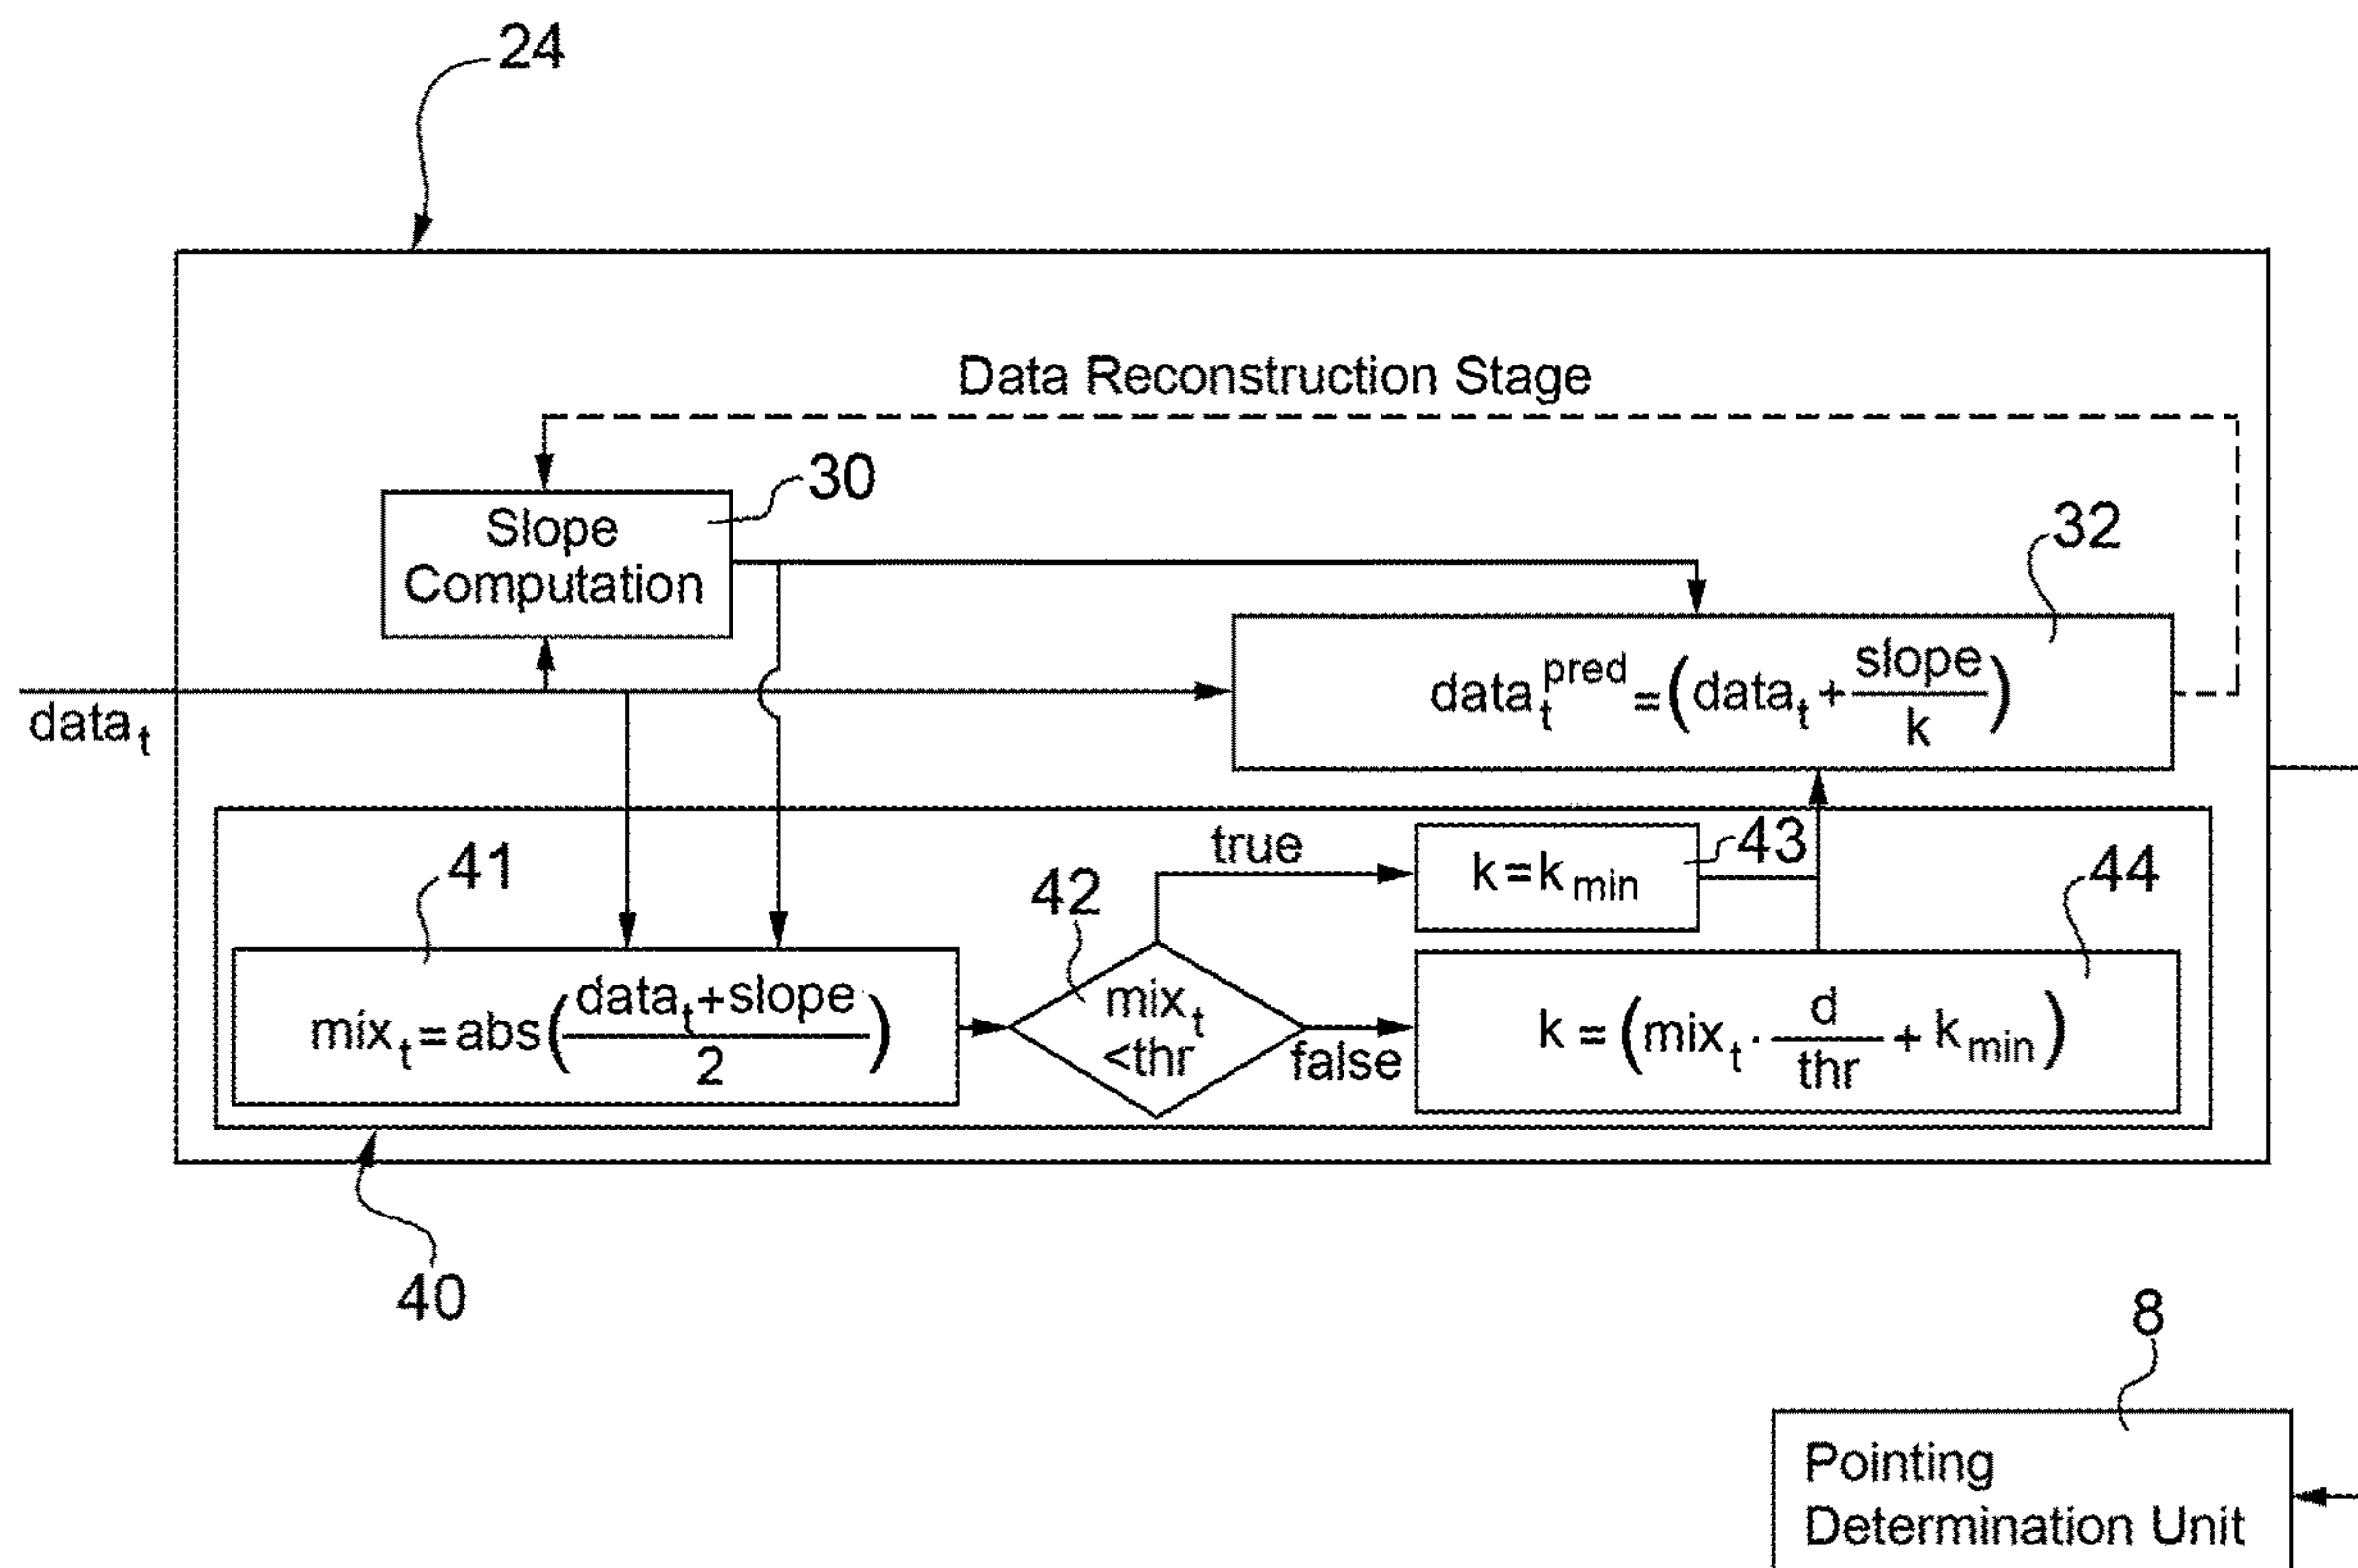 24
Data Reconstruction Stage
30
Slope
Computation
32
data_t^pred = (data_t + slope/k)
data_t
true
43
k = k_min
41
42
44
mix_t = abs((data_t + slope)/2)
mix_t
<thr
false
k = (mix_t · d/thr + k_min)
40
8
Pointing
Determination Unit